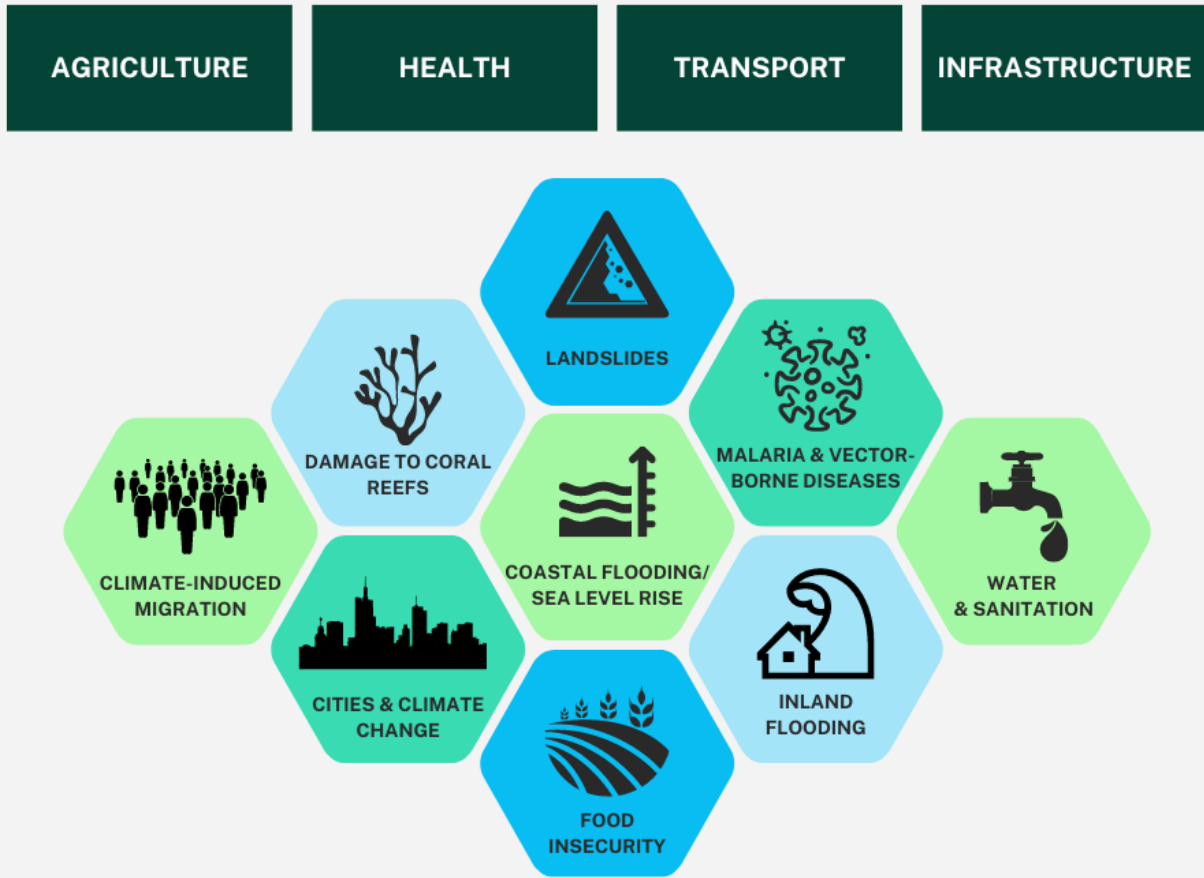 AGRICULTURE
HEALTH
TRANSPORT
INFRASTRUCTURE
LANDSLIDES
DAMAGE TO CORAL
REEFS
MALARIA & VECTOR-
BORNE DISEASES
CLIMATE-INDUCED
MIGRATION
COASTAL FLOODING/
SEA LEVEL RISE
WATER
& SANITATION
CITIES & CLIMATE
CHANGE
INLAND
FLOODING
FOOD
INSECURITY